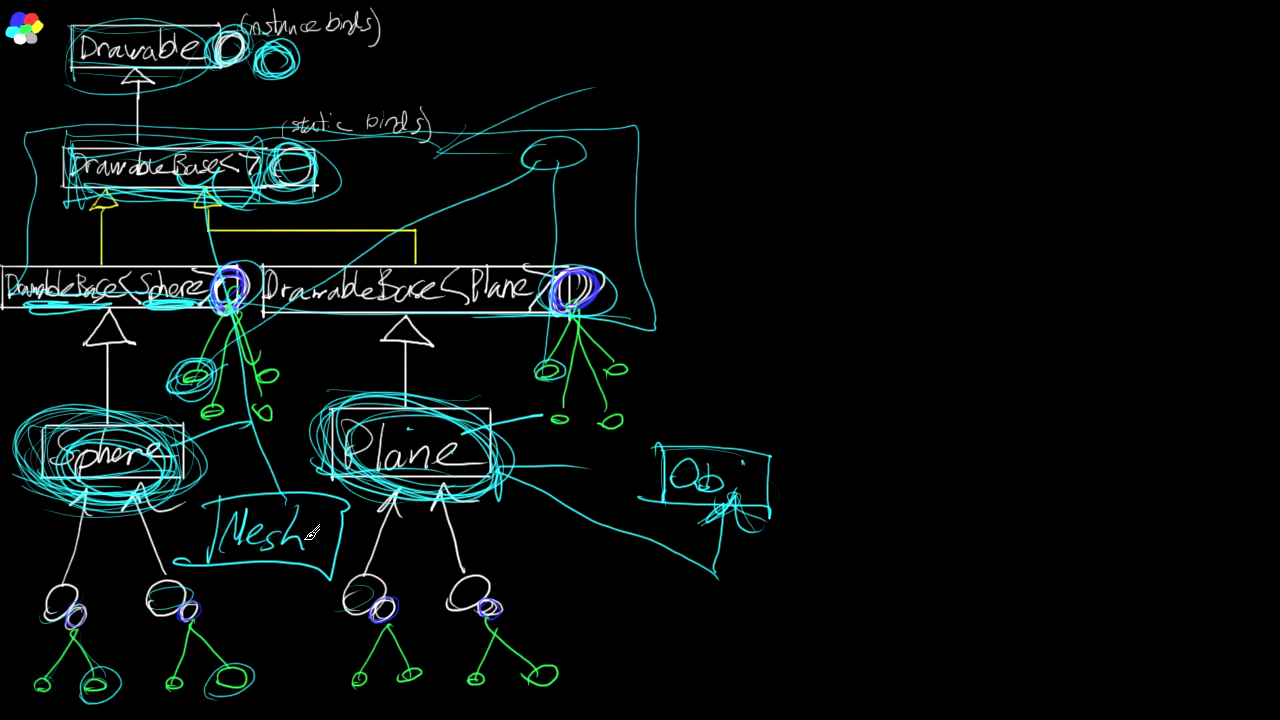 Drawable (instance binds)
(static binds)
DrawableBase<>
DrawableBase<Sphere>
DrawableBase<Plane>
Sphere
Plane
Obj
Mesh